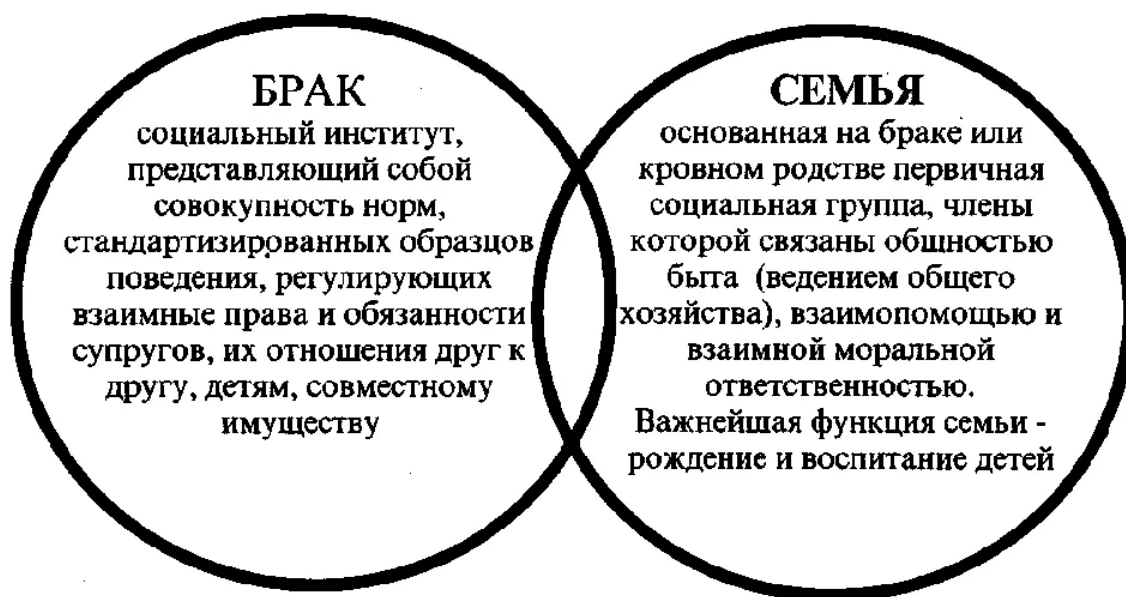 БРАК
социальный институт,
представляющий собой
совокупность норм,
стандартизированных образцов
поведения, регулирующих
взаимные права и обязанности
супругов, их отношения друг к
другу, детям, совместному
имуществу
СЕМЬЯ
основанная на браке или
кровном родстве первичная
социальная группа, члены
которой связаны общностью
быта (ведением общего
хозяйства), взаимопомощью и
взаимной моральной
ответственностью.
Важнейшая функция семьи -
рождение и воспитание детей